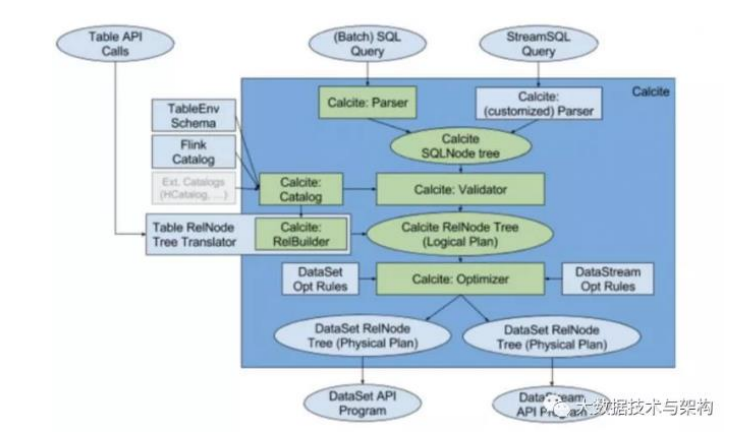 Table API
Calls
(Batch) SQL
Query
StreamSQL
Query
Calcite
Calcite: Parser
Calcite:
(customized) Parser
TableEnv
Schema
Calcite
SQLNode tree
Flink
Catalog
Ext. Catalogs
(HCatalog, ...)
Calcite:
Catalog
Calcite: Validator
Table RelNode
Tree Translator
Calcite:
RelBuilder
Calcite RelNode Tree
(Logical Plan)
DataSet
Opt Rules
Calcite: Optimizer
DataStream
Opt Rules
DataSet RelNode
Tree (Physical Plan)
DataSet RelNode
Tree (Physical Plan)
DataSet API
Program
DataStream
API Program
大数据技术与架构